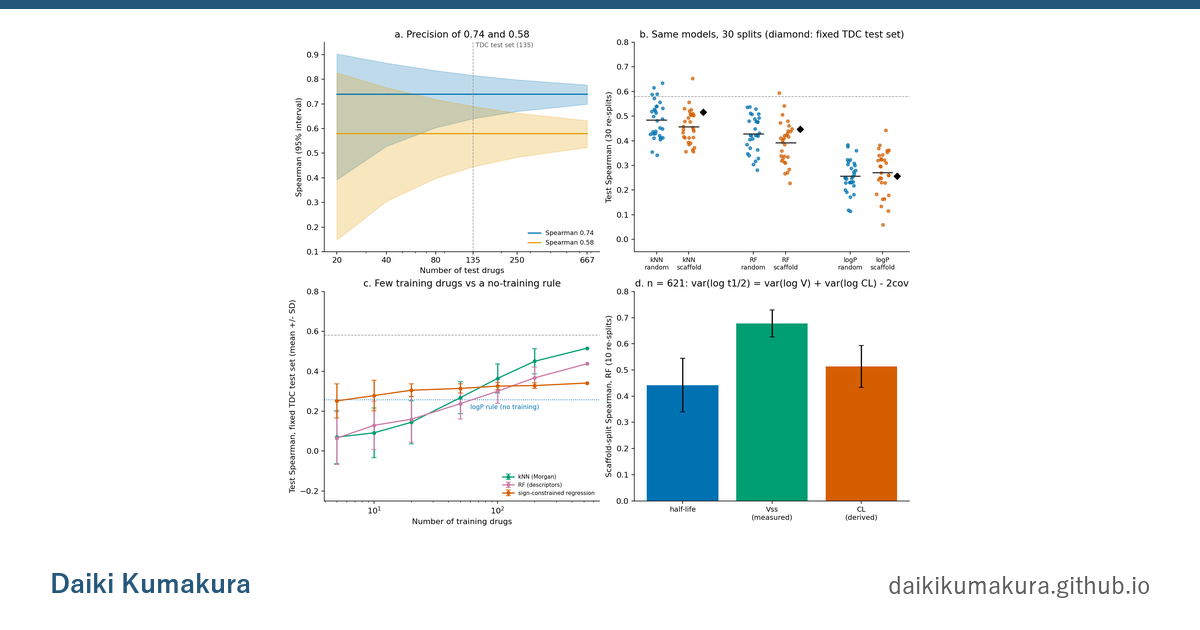 a. Precision of 0.74 and 0.58
TDC test set (135)
Spearman (95% interval)
0.9
0.8
0.7
0.6
0.5
0.4
0.3
0.2
0.1
20
40
80
135
250
667
Number of test drugs
Spearman 0.74
Spearman 0.58
b. Same models, 30 splits (diamond: fixed TDC test set)
Test Spearman (30 re-splits)
0.8
0.7
0.6
0.5
0.4
0.3
0.2
0.1
0.0
kNN
random
kNN
scaffold
RF
random
RF
scaffold
logP
random
logP
scaffold
c. Few training drugs vs a no-training rule
Test Spearman, fixed TDC test set (mean +/- SD)
0.8
0.6
0.4
0.2
0.0
−0.2
logP rule (no training)
kNN (Morgan)
RF (descriptors)
sign-constrained regression
10¹
10²
Number of training drugs
d. n = 621: var(log t1/2) = var(log V) + var(log CL) - 2cov
Scaffold-split Spearman, RF (10 re-splits)
0.8
0.7
0.6
0.5
0.4
0.3
0.2
0.1
0.0
half-life
Vss
(measured)
CL
(derived)
Daiki Kumakura
daikikumakura.github.io